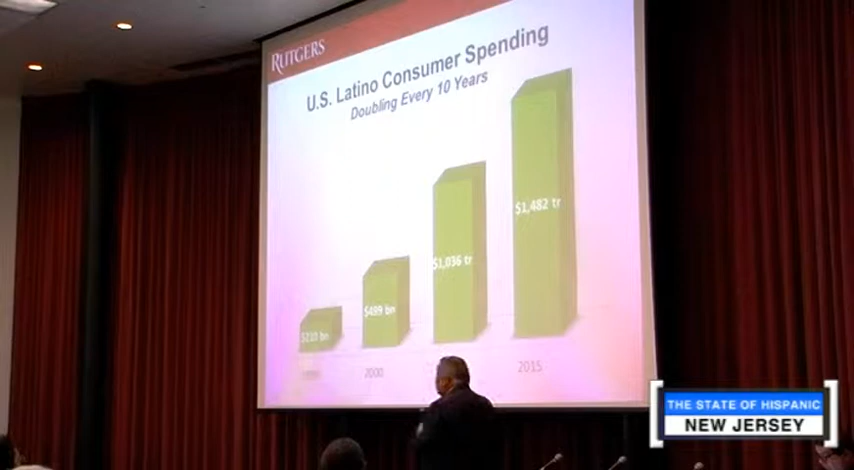 RUTGERS
U.S. Latino Consumer Spending
Doubling Every 10 Years
$1,482 tr
$1,036 tr
$499 bn
bn
2000
2015
THE STATE OF HISPANIC
NEW JERSEY